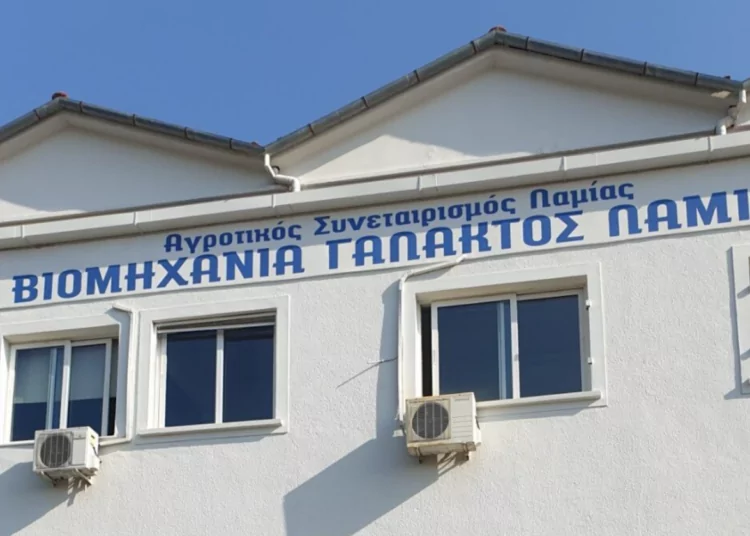 Αγροτικός Συνεταιρισμός Λαμίας
ΒΙΟΜΗΧΑΝΙΑ ΓΑΛΑΚΤΟΣ ΛΑΜΙ